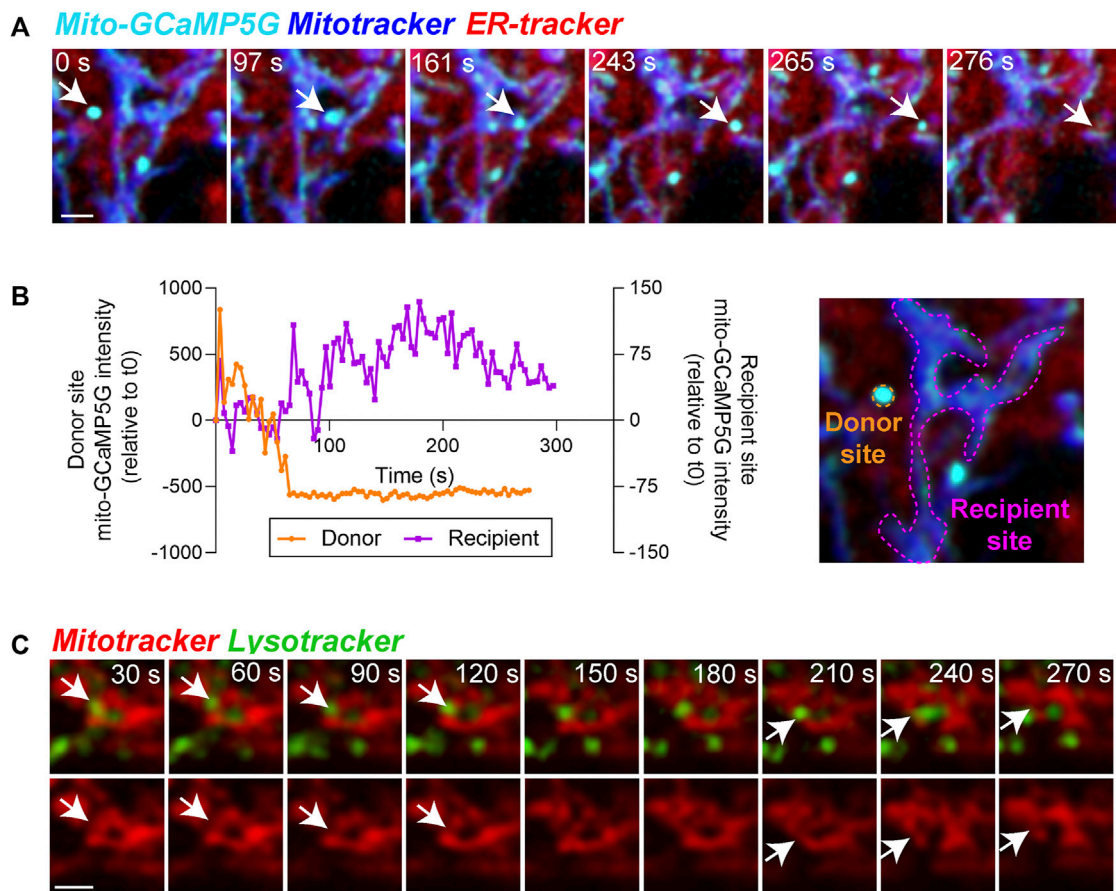 A
Mito-GCaMP5G Mitotracker ER-tracker
0 s
97 s
161 s
243 s
265 s
276 s
B
Donor site
mito-GCaMP5G intensity
(relative to t0)
1000
500
0
-500
-1000
100
200
300
Time (s)
Donor
Recipient
150
75
0
-75
-150
Recipient site
mito-GCaMP5G intensity
(relative to t0)
Donor
site
Recipient
site
C
Mitotracker Lysotracker
30 s
60 s
90 s
120 s
150 s
180 s
210 s
240 s
270 s